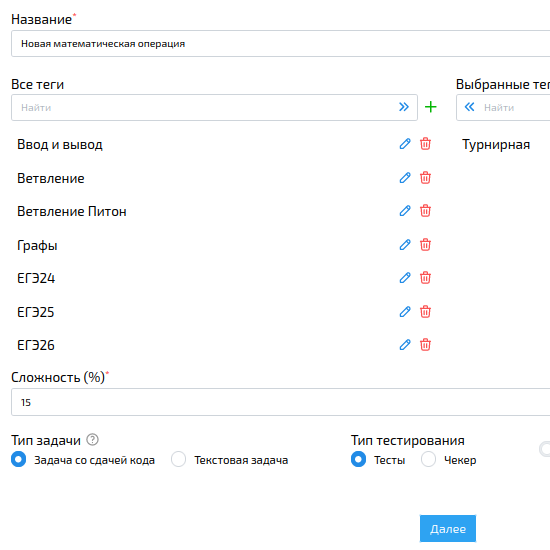 Название*
Новая математическая операция
Все теги
Выбранные тег
Найти
Найти
Ввод и вывод
Турнирная
Ветвление
Ветвление Питон
Графы
ЕГЭ24
ЕГЭ25
ЕГЭ26
Сложность (%)*
15
Тип задачи ?
Тип тестирования
Задача со сдачей кода
Текстовая задача
Тесты
Чекер
Далее